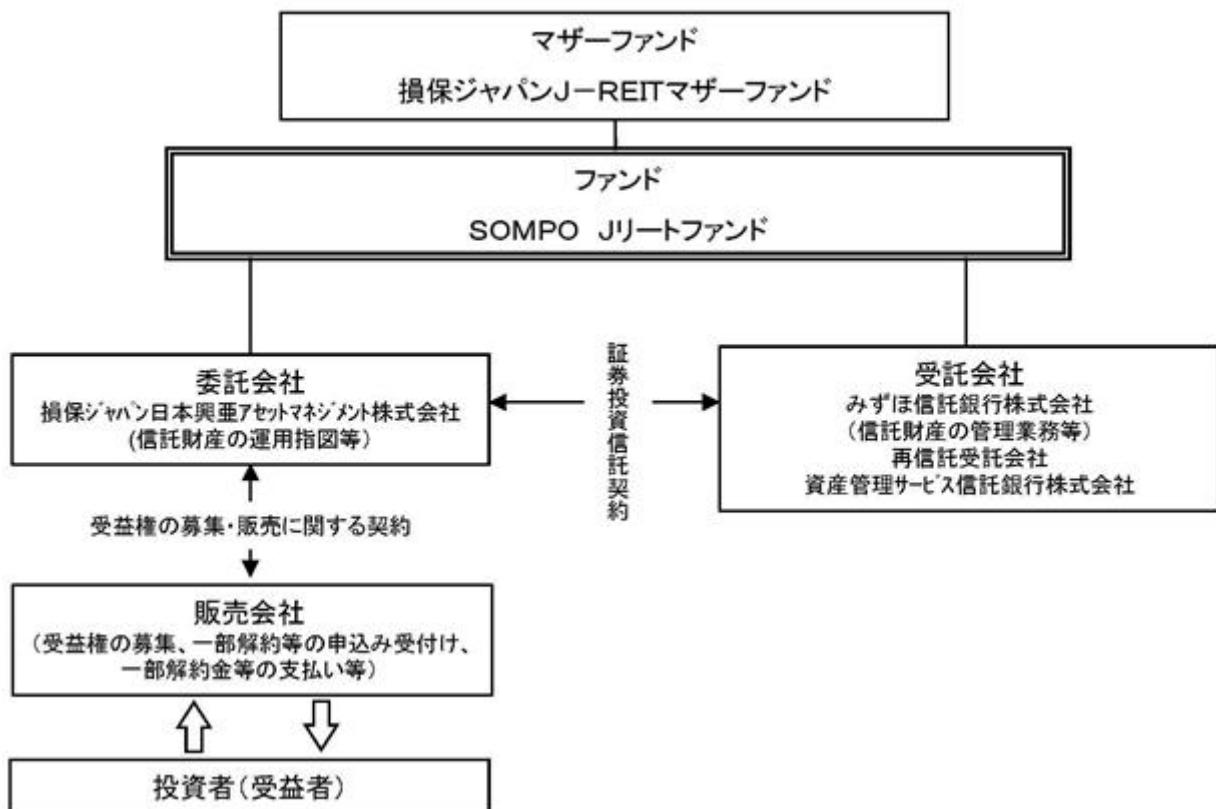 マザーファンド
損保ジャパンJ－REITマザーファンド
ファンド
SOMPO Jリートファンド
委託会社
損保ｼﾞｬﾊﾟﾝ日本興亜ｱｾｯﾄﾏﾈｼﾞﾒﾝﾄ株式会社
(信託財産の運用指図等)
証券投資信託契約
受託会社
みずほ信託銀行株式会社
（信託財産の管理業務等）
再信託受託会社
資産管理ｻｰﾋﾞｽ信託銀行株式会社
受益権の募集・販売に関する契約
販売会社
（受益権の募集、一部解約等の申込み受付け、
一部解約金等の支払い等）
投資者（受益者）